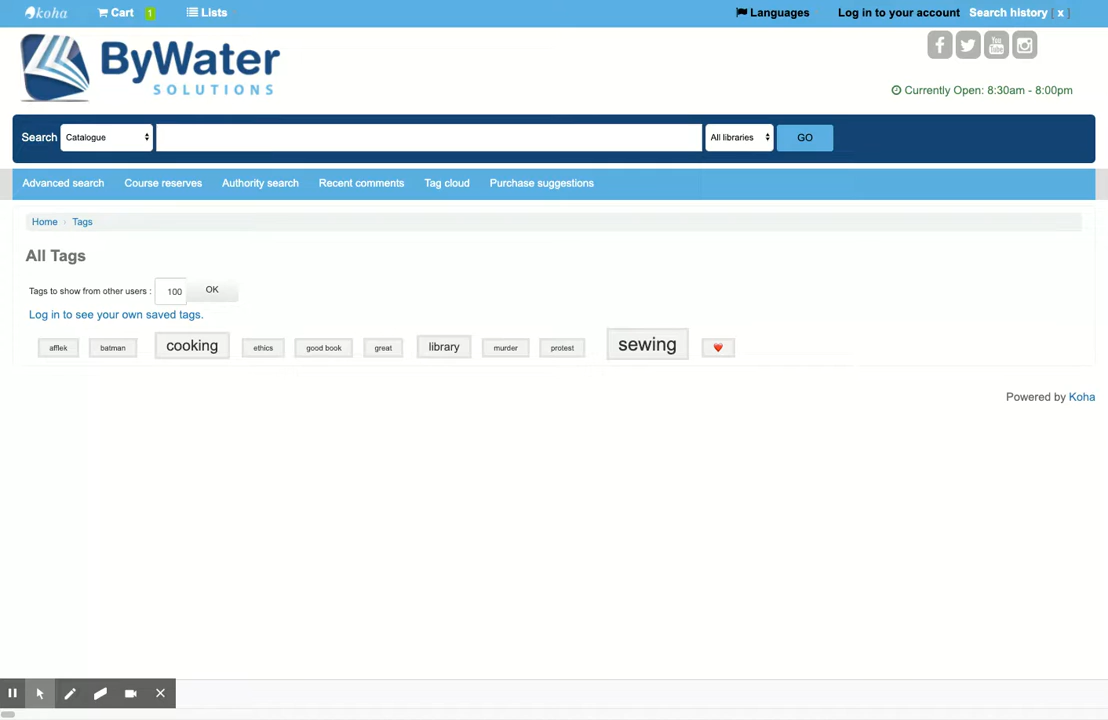 koha Cart 1 Lists Languages Log in to your account Search history [ x ]
ByWater
SOLUTIONS
You
Tube
Currently Open: 8:30am - 8:00pm
Search Catalogue All libraries GO
Advanced search Course reserves Authority search Recent comments Tag cloud Purchase suggestions
Home › Tags
All Tags
Tags to show from other users : 100 OK
Log in to see your own saved tags.
afflek batman cooking ethics good book great library murder protest sewing ❤️
Powered by Koha